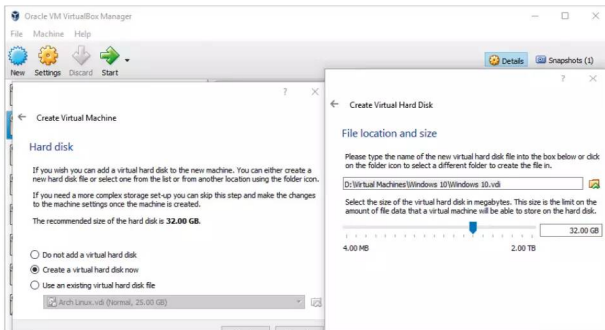 Oracle VM VirtualBox Manager
File Machine Help
New Settings Discard Start
Details Snapshots (1)
Create Virtual Machine
Hard disk
If you wish you can add a virtual hard disk to the new machine. You can either create a
new hard disk file or select one from the list or from another location using the folder icon.
If you need a more complex storage set-up you can skip this step and make the changes
to the machine settings once the machine is created.
The recommended size of the hard disk is 32.00 GB.
Do not add a virtual hard disk
Create a virtual hard disk now
Use an existing virtual hard disk file
Arch Linux.vdi (Normal, 25.00 GB)
Create Virtual Hard Disk
File location and size
Please type the name of the new virtual hard disk file into the box below or click
on the folder icon to select a different folder to create the file in.
D:\Virtual Machines\Windows 10\Windows 10.vdi
Select the size of the virtual hard disk in megabytes. This size is the limit on the
amount of file data that a virtual machine will be able to store on the hard disk.
32.00 GB
4.00 MB 2.00 TB